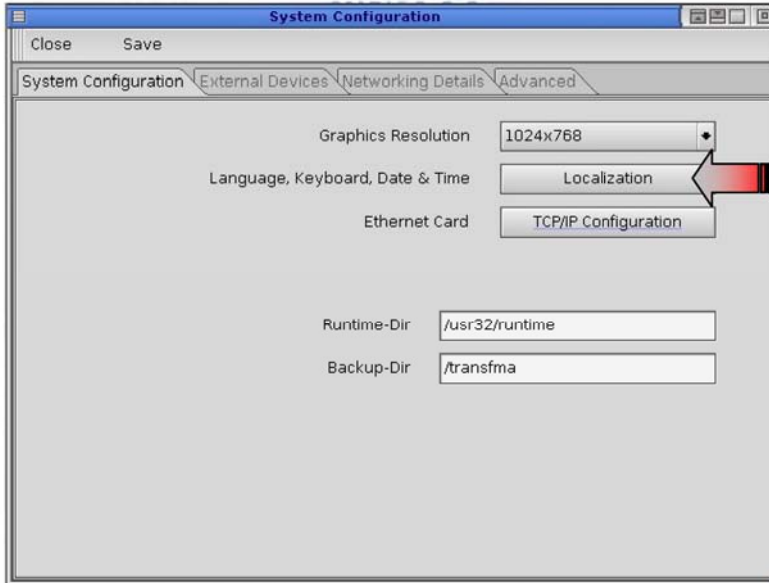 System Configuration
Close Save
System Configuration External Devices Networking Details Advanced
Graphics Resolution 1024x768
Language, Keyboard, Date & Time Localization
Ethernet Card TCP/IP Configuration
Runtime-Dir /usr32/runtime
Backup-Dir /transfma